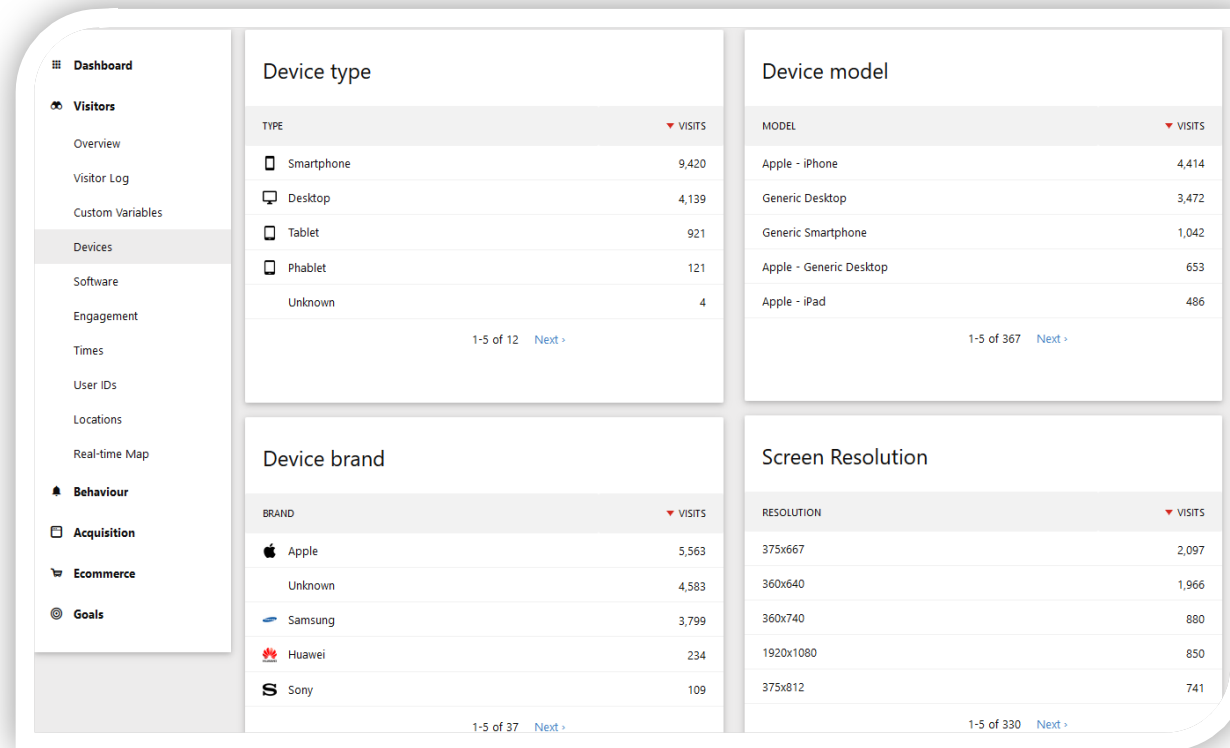 Dashboard
Visitors
Overview
Visitor Log
Custom Variables
Devices
Software
Engagement
Times
User IDs
Locations
Real-time Map
Behaviour
Acquisition
Ecommerce
Goals
Device type
TYPE VISITS
Smartphone 9,420
Desktop 4,139
Tablet 921
Phablet 121
Unknown 4
1-5 of 12 Next ›
Device model
MODEL VISITS
Apple - iPhone 4,414
Generic Desktop 3,472
Generic Smartphone 1,042
Apple - Generic Desktop 653
Apple - iPad 486
1-5 of 367 Next ›
Device brand
BRAND VISITS
Apple 5,563
Unknown 4,583
Samsung 3,799
Huawei 234
Sony 109
1-5 of 37 Next ›
Screen Resolution
RESOLUTION VISITS
375x667 2,097
360x640 1,966
360x740 880
1920x1080 850
375x812 741
1-5 of 330 Next ›